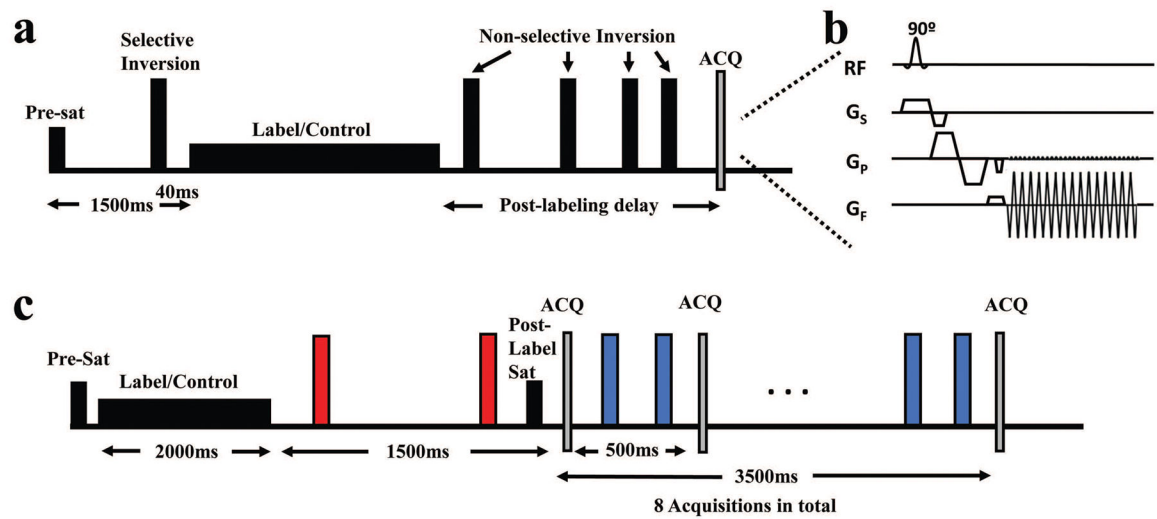 a
Pre-sat
Selective
Inversion
Label/Control
Non-selective Inversion
ACQ
40ms
1500ms
Post-labeling delay
b
90º
RF
GS
GP
GF
c
Pre-Sat
Label/Control
Post-
Label
Sat
ACQ
ACQ
ACQ
. . .
2000ms
1500ms
500ms
3500ms
8 Acquisitions in total